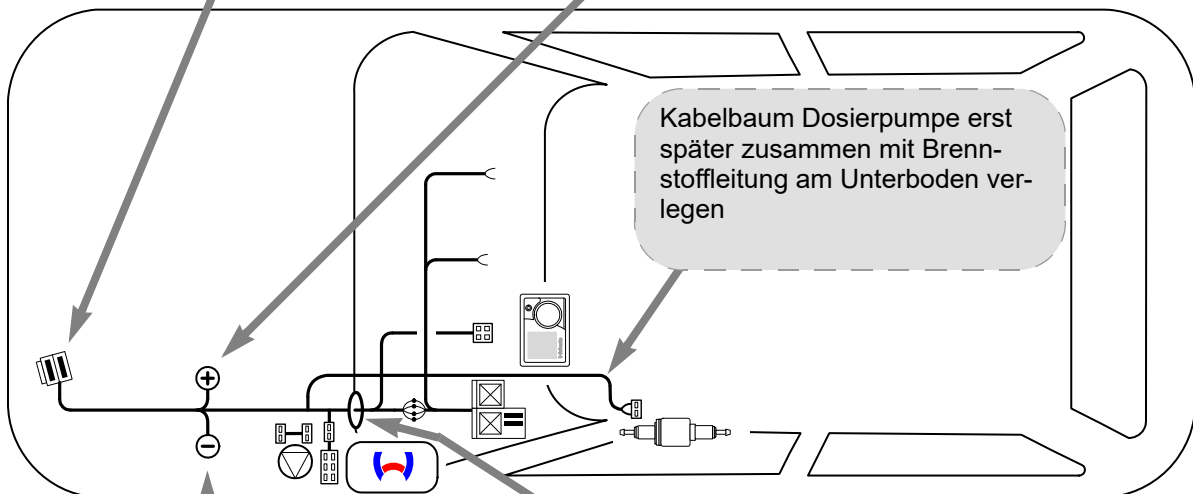 Kabelbaum Dosierpumpe erst
später zusammen mit Brenn-
stoffleitung am Unterboden ver-
legen
+
−